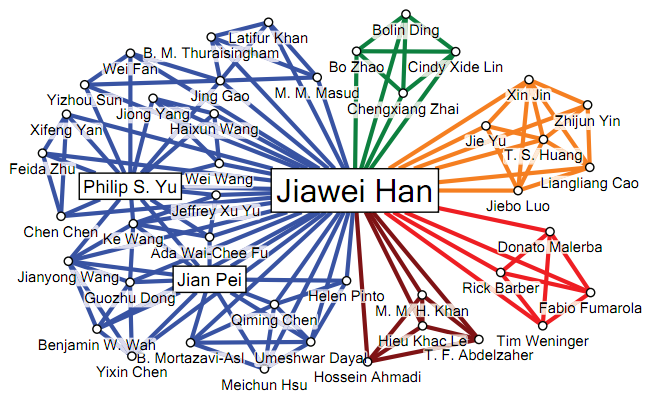 Bolin Ding
Latifur Khan
B. M. Thuraisingham
Bo Zhao
Cindy Xide Lin
Wei Fan
M. M. Masud
Xin Jin
Yizhou Sun
Jing Gao
Chengxiang Zhai
Jiong Yang
Zhijun Yin
Xifeng Yan
Haixun Wang
Jie Yu
T. S. Huang
Feida Zhu
Wei Wang
Liangliang Cao
Philip S. Yu
Jiawei Han
Jeffrey Xu Yu
Jiebo Luo
Chen Chen
Ke Wang
Ada Wai-Chee Fu
Donato Malerba
Jianyong Wang
Jian Pei
Rick Barber
Guozhu Dong
Helen Pinto
Fabio Fumarola
M. M. H. Khan
Qiming Chen
Benjamin W. Wah
Hieu Khac Le
Tim Weninger
B. Mortazavi-Asl
Umeshwar Dayal
T. F. Abdelzaher
Yixin Chen
Meichun Hsu
Hossein Ahmadi